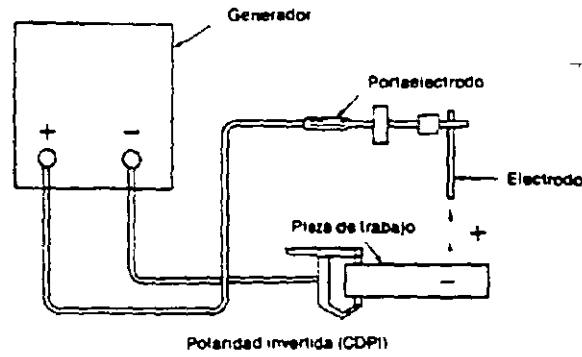 Generador
Portaelectrodo
+ −
Electrodo
Pieza de trabajo
+
−
Polaridad invertida (CDPI)